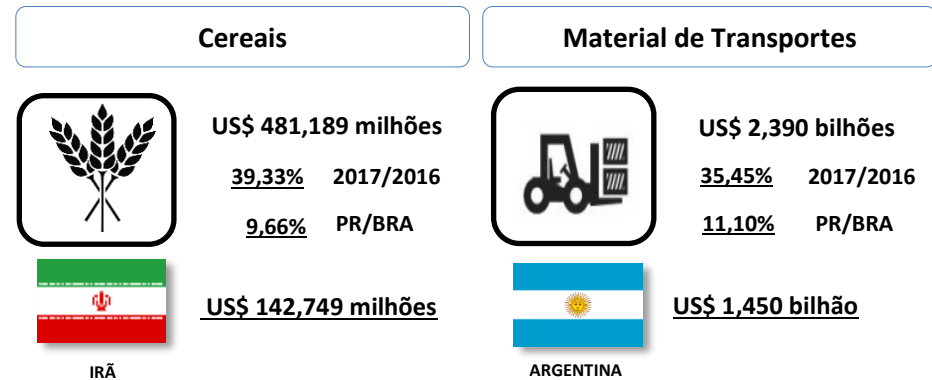 Cereais
US$ 481,189 milhões
39,33% 2017/2016
9,66% PR/BRA
US$ 142,749 milhões
IRÃ
Material de Transportes
US$ 2,390 bilhões
35,45% 2017/2016
11,10% PR/BRA
US$ 1,450 bilhão
ARGENTINA